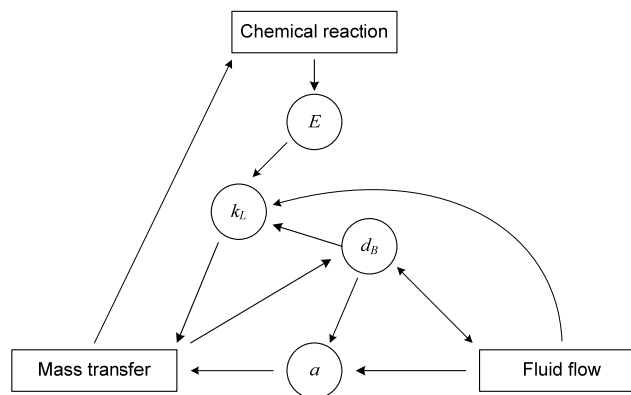 Chemical reaction
E
k_L
d_B
Mass transfer
a
Fluid flow